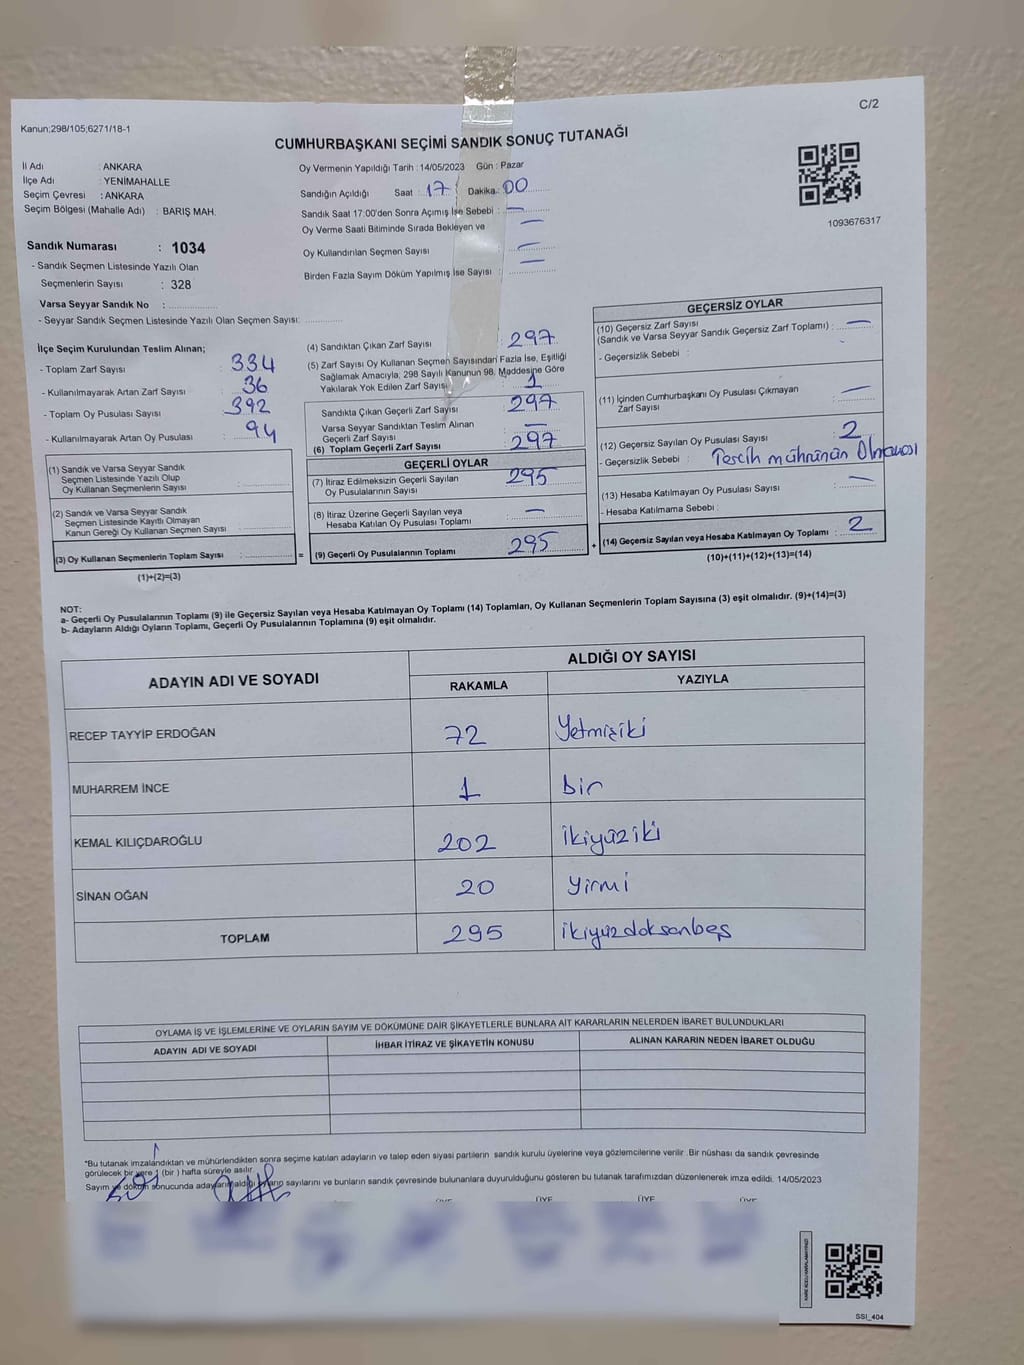 C/2
Kanun;298/105;6271/18-1
CUMHURBAŞKANI SEÇİMİ SANDIK SONUÇ TUTANAĞI
İl Adı : ANKARA
İlçe Adı : YENİMAHALLE
Seçim Çevresi : ANKARA
Seçim Bölgesi (Mahalle Adı) : BARIŞ MAH.
Sandık Numarası : 1034
- Sandık Seçmen Listesinde Yazılı Olan
Seçmenlerin Sayısı : 328
Varsa Seyyar Sandık No :
- Seyyar Sandık Seçmen Listesinde Yazılı Olan Seçmen Sayısı:
Oy Vermenin Yapıldığı Tarih : 14/05/2023 Gün : Pazar
Sandığın Açıldığı Saat : 17 Dakika.: 00
Sandık Saat 17:00'den Sonra Açımış İse Sebebi : —
Oy Verme Saati Bitiminde Sırada Bekleyen ve —
Oy Kullandırılan Seçmen Sayısı : —
Birden Fazla Sayım Döküm Yapılmış İse Sayısı : —
1093676317
İlçe Seçim Kurulundan Teslim Alınan;
- Toplam Zarf Sayısı : 334
- Kullanılmayarak Artan Zarf Sayısı : 36
- Toplam Oy Pusulası Sayısı : 392
- Kullanılmayarak Artan Oy Pusulası : 94
(1) Sandık ve Varsa Seyyar Sandık
Seçmen Listesinde Yazılı Olup
Oy Kullanan Seçmenlerin Sayısı :
(2) Sandık ve Varsa Seyyar Sandık
Seçmen Listesinde Kayıtlı Olmayan
Kanun Gereği Oy Kullanan Seçmen Sayısı :
(3) Oy Kullanan Seçmenlerin Toplam Sayısı :
(1)+(2)=(3)
(4) Sandıktan Çıkan Zarf Sayısı : 297
(5) Zarf Sayısı Oy Kullanan Seçmen Sayısından Fazla İse, Eşitliği
Sağlamak Amacıyla, 298 Sayılı Kanunun 98. Maddesine Göre
Yakılarak Yok Edilen Zarf Sayısı : 1
Sandıkta Çıkan Geçerli Zarf Sayısı : 297
Varsa Seyyar Sandıktan Teslim Alınan
Geçerli Zarf Sayısı : —
(6) Toplam Geçerli Zarf Sayısı : 297
GEÇERLİ OYLAR
(7) İtiraz Edilmeksizin Geçerli Sayılan
Oy Pusulalarının Sayısı : 295
(8) İtiraz Üzerine Geçerli Sayılan veya
Hesaba Katılan Oy Pusulası Toplamı : —
= (9) Geçerli Oy Pusulalarının Toplamı : 295
GEÇERSİZ OYLAR
(10) Geçersiz Zarf Sayısı
(Sandık ve Varsa Seyyar Sandık Geçersiz Zarf Toplamı) : —
- Geçersizlik Sebebi :
(11) İçinden Cumhurbaşkanı Oy Pusulası Çıkmayan
Zarf Sayısı : —
(12) Geçersiz Sayılan Oy Pusulası Sayısı : 2
- Geçersizlik Sebebi : Tercih mührünün Olmaması
(13) Hesaba Katılmayan Oy Pusulası Sayısı : —
- Hesaba Katılmama Sebebi :
+ (14) Geçersiz Sayılan veya Hesaba Katılmayan Oy Toplamı : 2
(10)+(11)+(12)+(13)=(14)
NOT:
a- Geçerli Oy Pusulalarının Toplamı (9) ile Geçersiz Sayılan veya Hesaba Katılmayan Oy Toplamı (14) Toplamları, Oy Kullanan Seçmenlerin Toplam Sayısına (3) eşit olmalıdır. (9)+(14)=(3)
b- Adayların Aldığı Oyların Toplamı, Geçerli Oy Pusulalarının Toplamına (9) eşit olmalıdır.
ADAYIN ADI VE SOYADI ALDIĞI OY SAYISI
RAKAMLA YAZIYLA
RECEP TAYYİP ERDOĞAN 72 Yetmişiki
MUHARREM İNCE 1 bir
KEMAL KILIÇDAROĞLU 202 ikiyüziki
SİNAN OĞAN 20 yirmi
TOPLAM 295 ikiyüzdoksanbeş
OYLAMA İŞ VE İŞLEMLERİNE VE OYLARIN SAYIM VE DÖKÜMÜNE DAİR ŞİKAYETLERLE BUNLARA AİT KARARLARIN NELERDEN İBARET BULUNDUKLARI
ADAYIN ADI VE SOYADI İHBAR İTİRAZ VE ŞİKAYETİN KONUSU ALINAN KARARIN NEDEN İBARET OLDUĞU
"Bu tutanak imzalandıktan ve mühürlendikten sonra seçime katılan adayların ve talep eden siyasi partilerin sandık kurulu üyelerine veya gözlemcilerine verilir .Bir nüshası da sandık çevresinde
görülecek bir yere 1 (bir ) hafta süreyle asılır.
Sayım ve döküm sonucunda adayların aldığı oyların sayılarını ve bunların sandık çevresinde bulunanlara duyurulduğunu gösteren bu tutanak tarafımızdan düzenlenerek imza edildi. 14/05/2023
ÜYE ÜYE ÜYE ÜYE
SSI_404